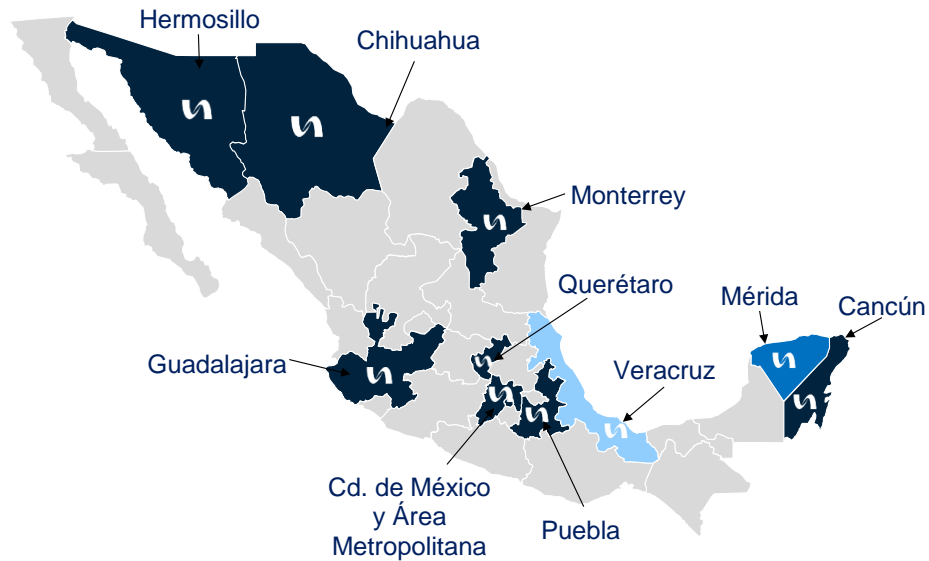 Hermosillo
Chihuahua
Monterrey
Querétaro
Mérida
Cancún
Guadalajara
Veracruz
Cd. de México
y Área
Metropolitana
Puebla